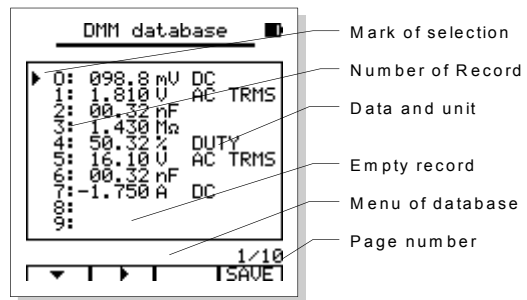 DMM database
0: 098.8 mV DC
1: 1.810 V AC TRMS
2: 00.32 nF
3: 1.430 MΩ
4: 50.32 % DUTY
5: 16.10 V AC TRMS
6: 00.32 nF
7:-1.750 A DC
8:
9:
1/10
SAVE
Mark of selection
Number of Record
Data and unit
Empty record
Menu of database
Page number